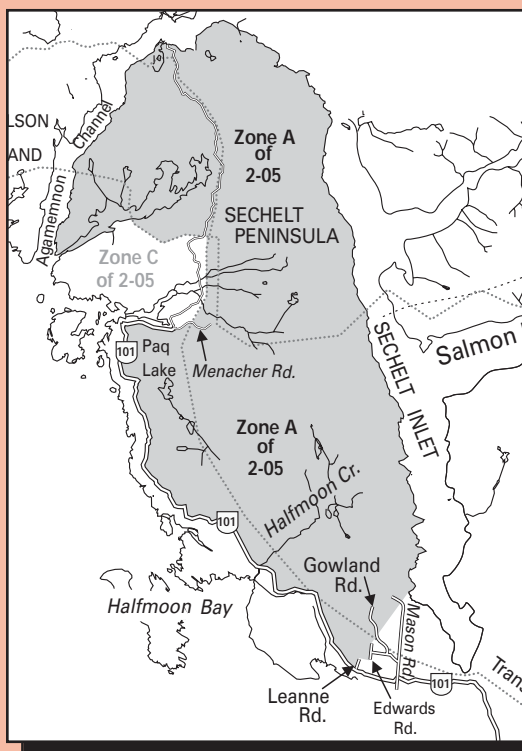 LSON
AND
Agamemnon Channel
Zone A
of
2-05
SECHELT
PENINSULA
Zone C
of 2-05
101
Paq
Lake
Menacher Rd.
SECHELT INLET
Salmon
Zone A
of
2-05
Halfmoon Cr.
101
Gowland
Rd.
Halfmoon Bay
Mason Rd.
Leanne
Rd.
Edwards
Rd.
101
Trans